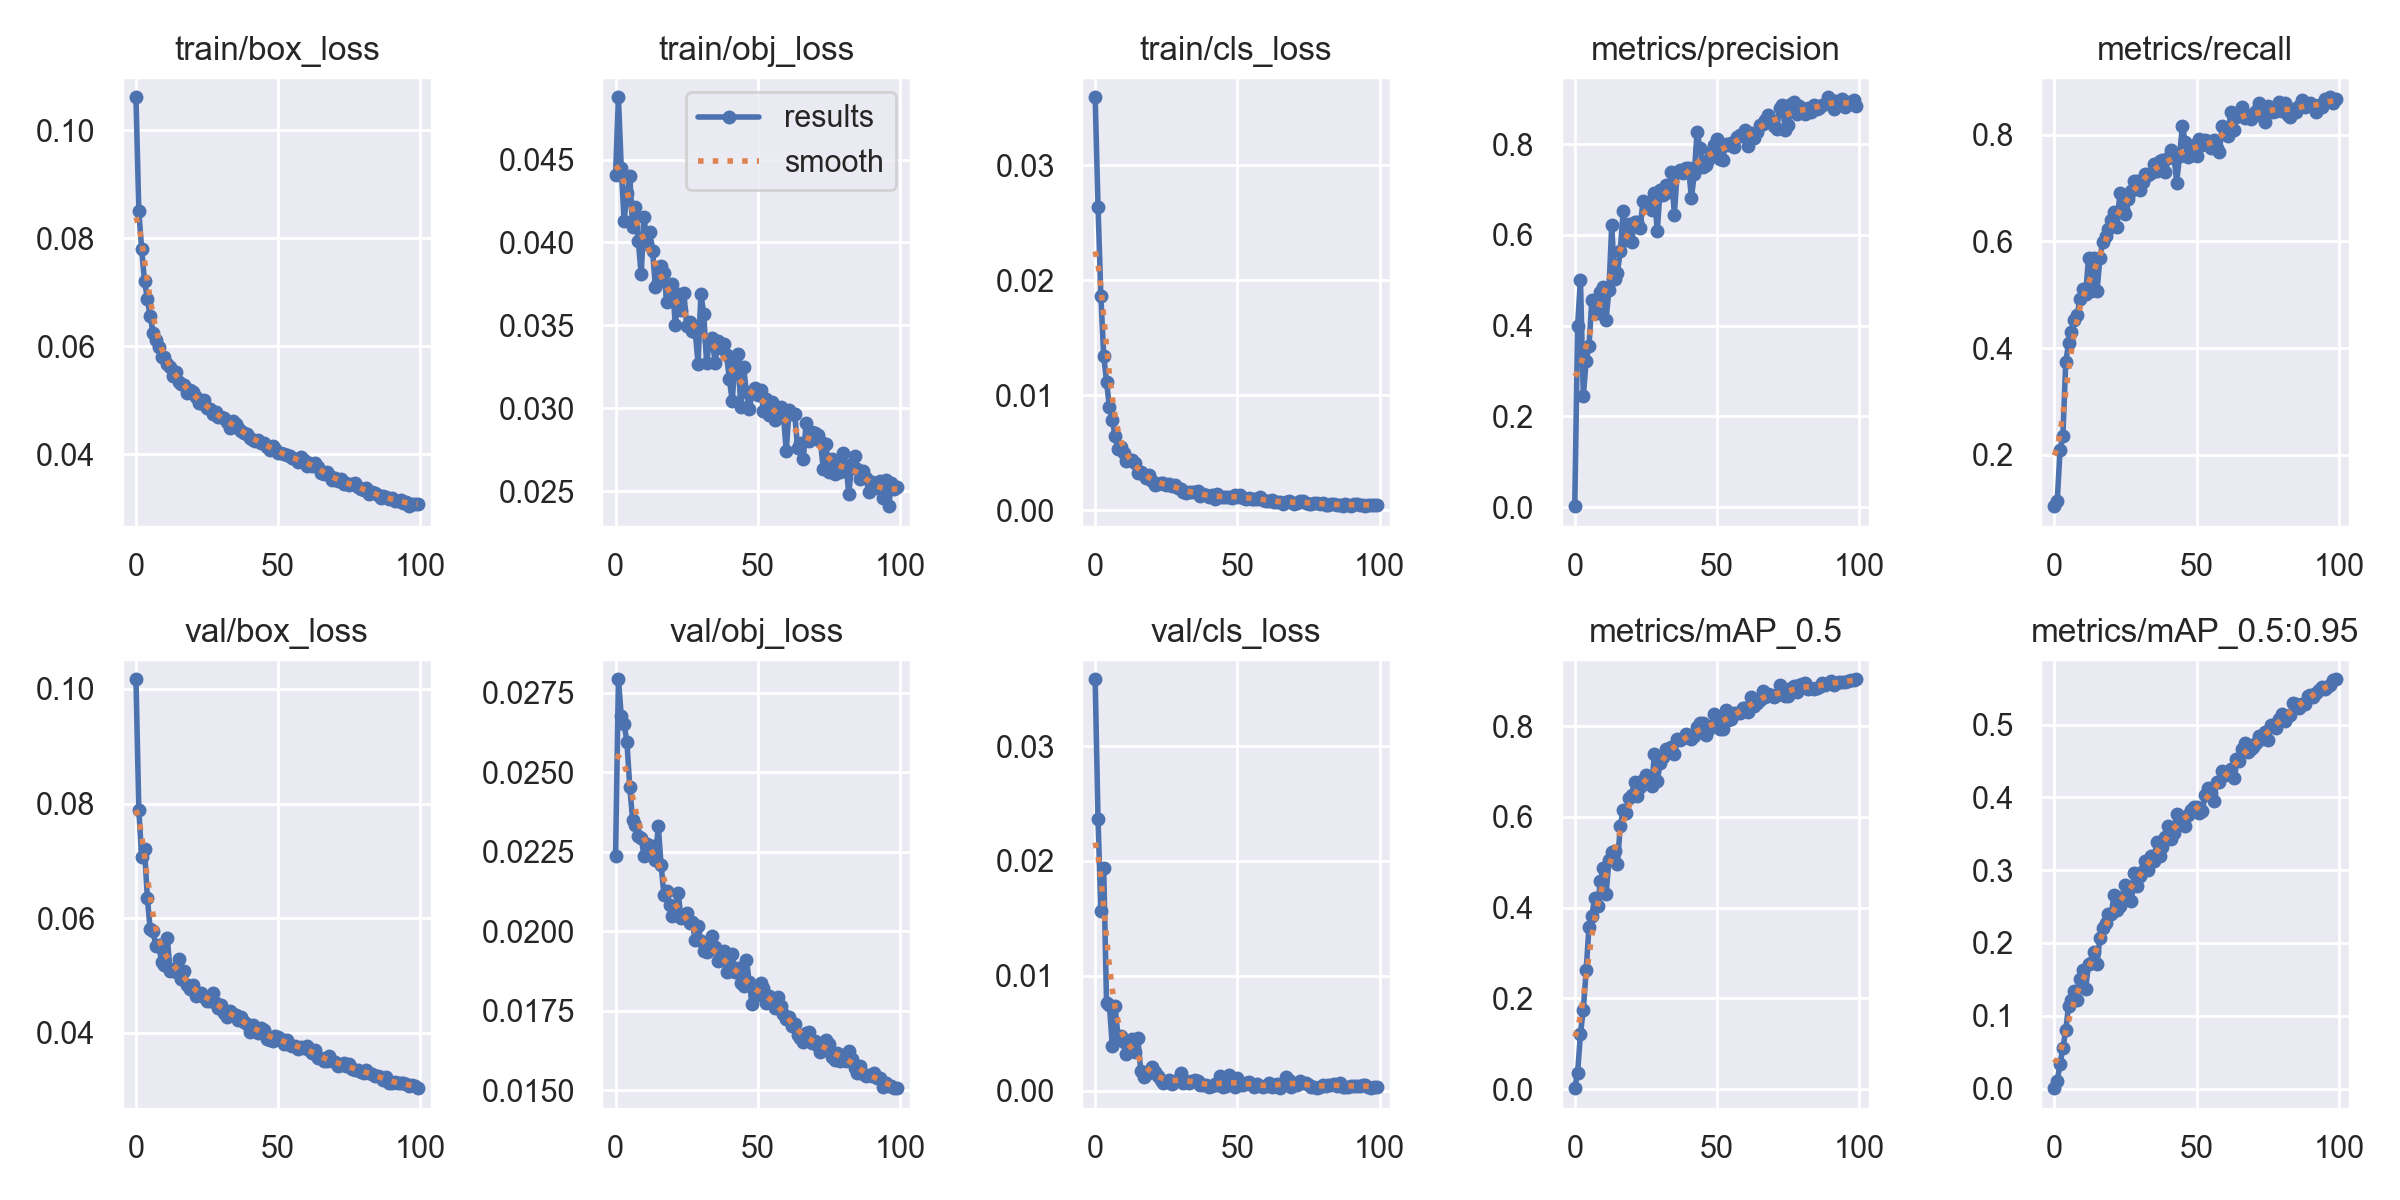 train/box_loss
0.10
0.08
0.06
0.04
0 50 100
train/obj_loss
results
smooth
0.045
0.040
0.035
0.030
0.025
0 50 100
train/cls_loss
0.03
0.02
0.01
0.00
0 50 100
metrics/precision
0.8
0.6
0.4
0.2
0.0
0 50 100
metrics/recall
0.8
0.6
0.4
0.2
0 50 100
val/box_loss
0.10
0.08
0.06
0.04
0 50 100
val/obj_loss
0.0275
0.0250
0.0225
0.0200
0.0175
0.0150
0 50 100
val/cls_loss
0.03
0.02
0.01
0.00
0 50 100
metrics/mAP_0.5
0.8
0.6
0.4
0.2
0.0
0 50 100
metrics/mAP_0.5:0.95
0.5
0.4
0.3
0.2
0.1
0.0
0 50 100